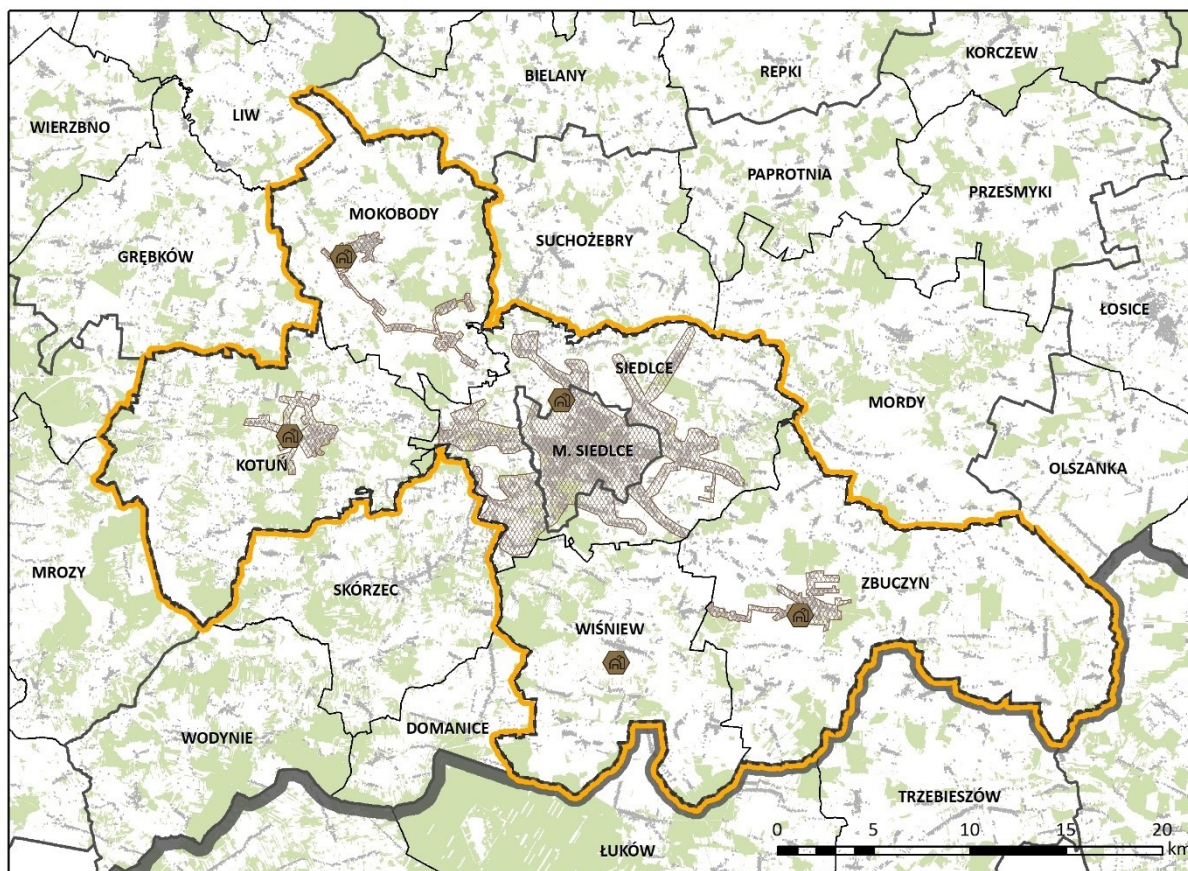 KORCZEW
BIELANY
REPKI
LIW
WIERZBNO
PAPROTNIA
PRZESMYKI
MOKOBODY
SUCHOŻEBRY
GRĘBKÓW
ŁOSICE
SIEDLCE
MORDY
M. SIEDLCE
KOTUŃ
OLSZANKA
MROZY
SKÓRZEC
ZBUCZYN
WIŚNIEW
DOMANICE
WODYNIE
TRZEBIESZÓW
0 5 10 15 20
km
ŁUKÓW